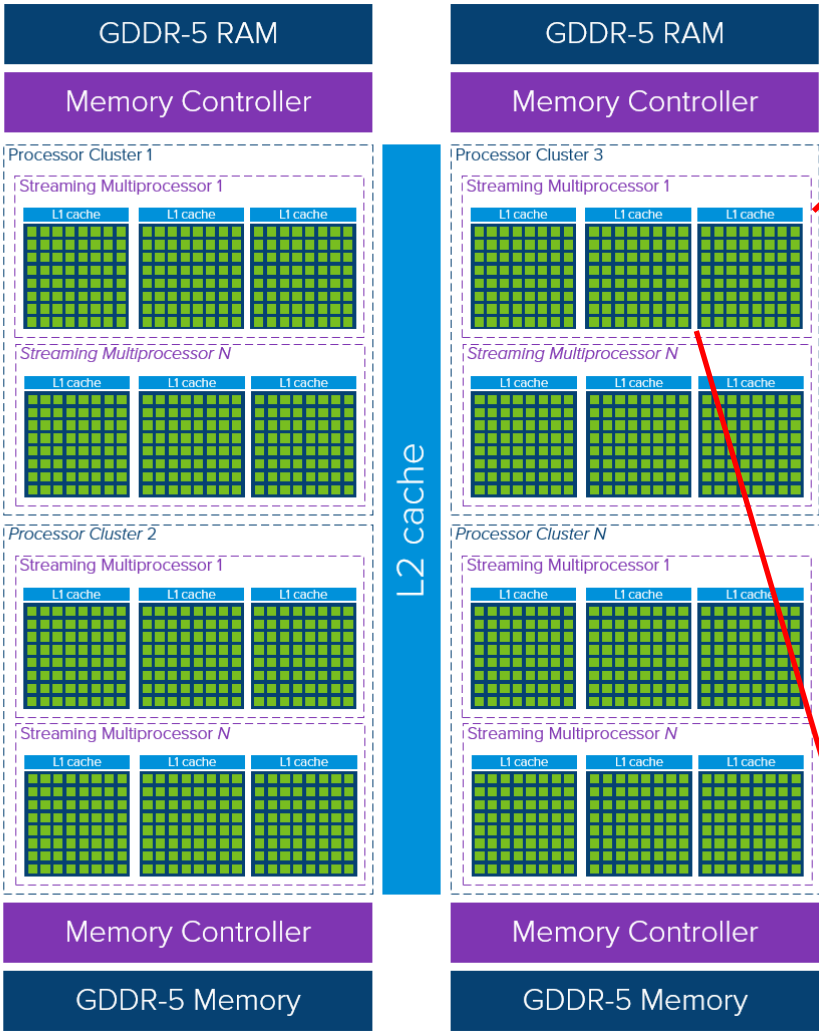 GDDR-5 RAM
Memory Controller
Processor Cluster 1
Streaming Multiprocessor 1
L1 cache L1 cache L1 cache
Streaming Multiprocessor N
L1 cache L1 cache L1 cache
Processor Cluster 2
Streaming Multiprocessor 1
L1 cache L1 cache L1 cache
Streaming Multiprocessor N
L1 cache L1 cache L1 cache
Memory Controller
GDDR-5 Memory
L2 cache
GDDR-5 RAM
Memory Controller
Processor Cluster 3
Streaming Multiprocessor 1
L1 cache L1 cache L1 cache
Streaming Multiprocessor N
L1 cache L1 cache L1 cache
Processor Cluster N
Streaming Multiprocessor 1
L1 cache L1 cache L1 cache
Streaming Multiprocessor N
L1 cache L1 cache L1 cache
Memory Controller
GDDR-5 Memory